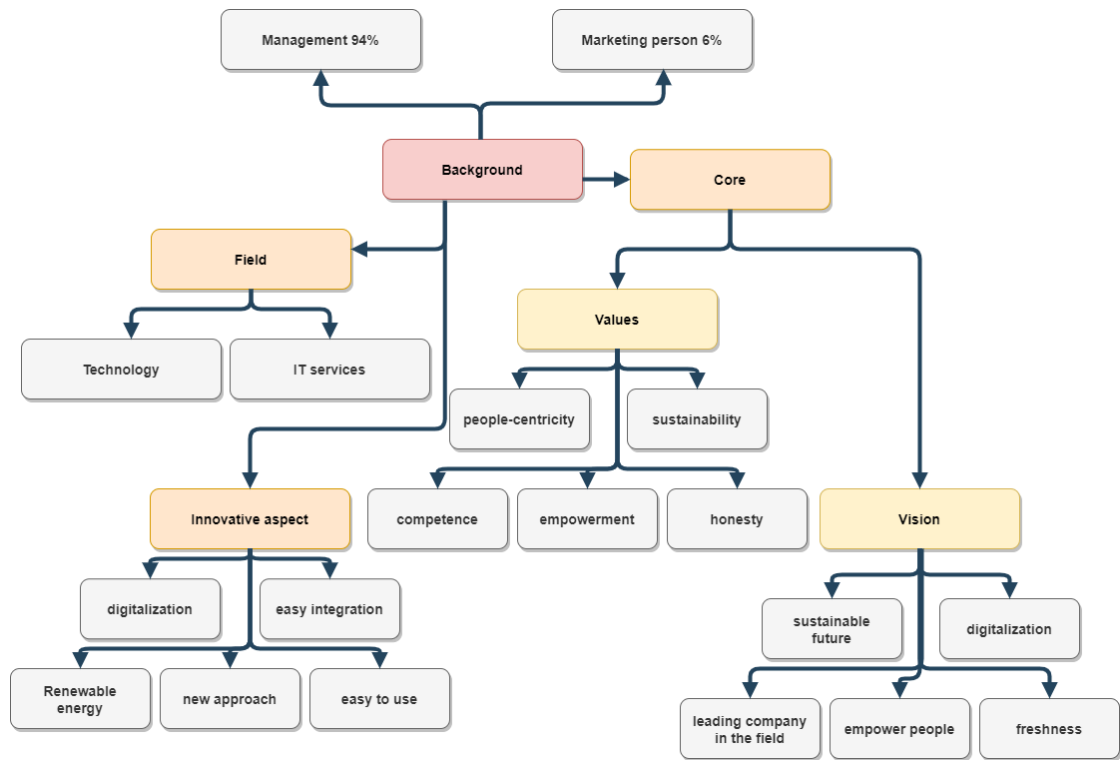 Management 94%
Marketing person 6%
Background
Core
Field
Values
Technology
IT services
people-centricity
sustainability
Innovative aspect
competence
empowerment
honesty
Vision
digitalization
easy integration
sustainable
future
digitalization
Renewable
energy
new approach
easy to use
leading company
in the field
empower people
freshness